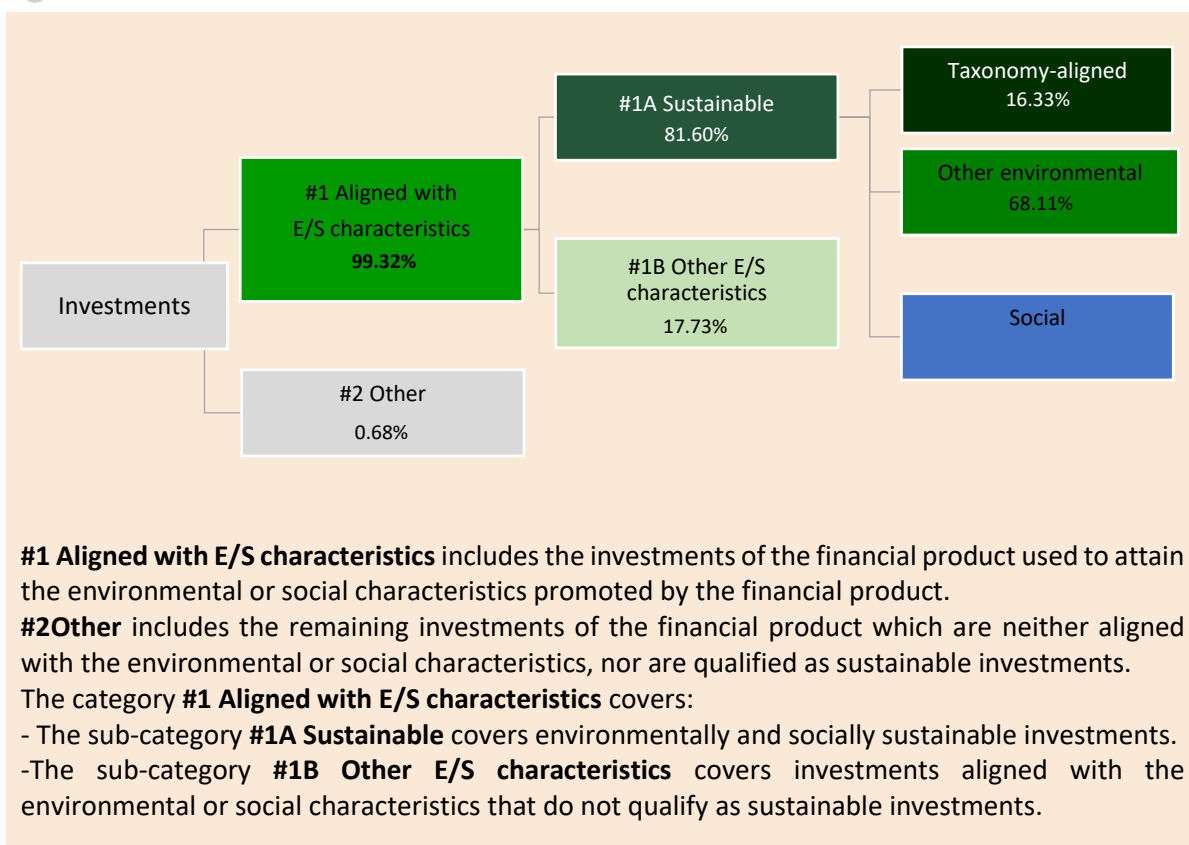 Investments
#1 Aligned with
E/S characteristics
99.32%
#2 Other
0.68%
#1A Sustainable
81.60%
#1B Other E/S
characteristics
17.73%
Taxonomy-aligned
16.33%
Other environmental
68.11%
Social
#1 Aligned with E/S characteristics includes the investments of the financial product used to attain
the environmental or social characteristics promoted by the financial product.
#2Other includes the remaining investments of the financial product which are neither aligned
with the environmental or social characteristics, nor are qualified as sustainable investments.
The category #1 Aligned with E/S characteristics covers:
- The sub-category #1A Sustainable covers environmentally and socially sustainable investments.
-The sub-category #1B Other E/S characteristics covers investments aligned with the
environmental or social characteristics that do not qualify as sustainable investments.